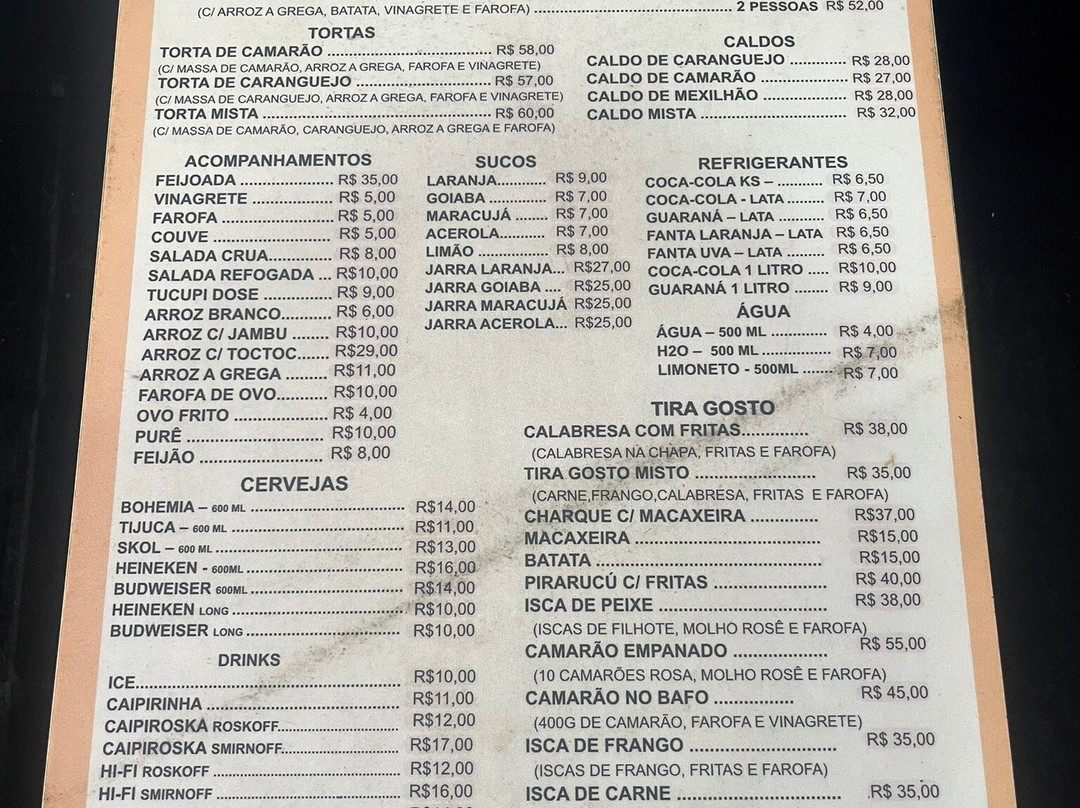 (C/ ARROZ A GREGA, BATATA, VINAGRETE E FAROFA) ........ 2 PESSOAS R$ 52,00
TORTAS
TORTA DE CAMARÃO ........ R$ 58,00
(C/ MASSA DE CAMARÃO, ARROZ A GREGA, FAROFA E VINAGRETE)
TORTA DE CARANGUEJO ........ R$ 57,00
(C/ MASSA DE CARANGUEJO, ARROZ A GREGA, FAROFA E VINAGRETE)
TORTA MISTA ........ R$ 60,00
(C/ MASSA DE CAMARÃO, CARANGUEJO, ARROZ A GREGA E FAROFA)
CALDOS
CALDO DE CARANGUEJO ........ R$ 28,00
CALDO DE CAMARÃO ........ R$ 27,00
CALDO DE MEXILHÃO ........ R$ 28,00
CALDO MISTA ........ R$ 32,00
ACOMPANHAMENTOS
FEIJOADA ........ R$ 35,00
VINAGRETE ........ R$ 5,00
FAROFA ........ R$ 5,00
COUVE ........ R$ 5,00
SALADA CRUA........ R$ 8,00
SALADA REFOGADA ... R$10,00
TUCUPI DOSE ........ R$ 9,00
ARROZ BRANCO........ R$ 6,00
ARROZ C/ JAMBU ....... R$10,00
ARROZ C/ TOCTOC...... R$29,00
ARROZ A GREGA ........ R$11,00
FAROFA DE OVO........ R$10,00
OVO FRITO ........ R$ 4,00
PURÊ ........ R$10,00
FEIJÃO ........ R$ 8,00
SUCOS
LARANJA........ R$ 9,00
GOIABA ........ R$ 7,00
MARACUJÁ ...... R$ 7,00
ACEROLA........ R$ 7,00
LIMÃO ........ R$ 8,00
JARRA LARANJA... R$27,00
JARRA GOIABA .... R$25,00
JARRA MARACUJÁ R$25,00
JARRA ACEROLA... R$25,00
REFRIGERANTES
COCA-COLA KS – ........ R$ 6,50
COCA-COLA - LATA ........ R$ 7,00
GUARANÁ – LATA ........ R$ 6,50
FANTA LARANJA – LATA R$ 6,50
FANTA UVA – LATA ........ R$ 6,50
COCA-COLA 1 LITRO ..... R$10,00
GUARANÁ 1 LITRO ........ R$ 9,00
ÁGUA
ÁGUA – 500 ML ........ R$ 4,00
H2O – 500 ML ........ R$ 7,00
LIMONETO - 500ML ....... R$ 7,00
CERVEJAS
BOHEMIA – 600 ML ........ R$14,00
TIJUCA – 600 ML ........ R$11,00
SKOL – 600 ML ........ R$13,00
HEINEKEN - 600ML........ R$16,00
BUDWEISER 600ML........ R$14,00
HEINEKEN LONG ........ R$10,00
BUDWEISER LONG ........ R$10,00
DRINKS
ICE........ R$10,00
CAIPIRINHA ........ R$11,00
CAIPIROSKA ROSKOFF........ R$12,00
CAIPIROSKA SMIRNOFF........ R$17,00
HI-FI ROSKOFF ........ R$12,00
HI-FI SMIRNOFF ........ R$16,00
TIRA GOSTO
CALABRESA COM FRITAS........ R$ 38,00
(CALABRESA NA CHAPA, FRITAS E FAROFA)
TIRA GOSTO MISTO ........ R$ 35,00
(CARNE,FRANGO,CALABRESA, FRITAS E FAROFA)
CHARQUE C/ MACAXEIRA ........ R$37,00
MACAXEIRA ........ R$15,00
BATATA ........ R$15,00
PIRARUCÚ C/ FRITAS ........ R$ 40,00
ISCA DE PEIXE ........ R$ 38,00
(ISCAS DE FILHOTE, MOLHO ROSÊ E FAROFA)
CAMARÃO EMPANADO ........ R$ 55,00
(10 CAMARÕES ROSA, MOLHO ROSÊ E FAROFA)
CAMARÃO NO BAFO ........ R$ 45,00
(400G DE CAMARÃO, FAROFA E VINAGRETE)
ISCA DE FRANGO ........ R$ 35,00
(ISCAS DE FRANGO, FRITAS E FAROFA)
ISCA DE CARNE ........ R$ 35,00